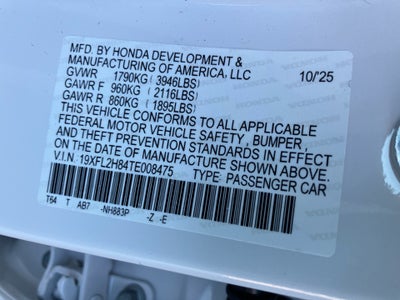 MFD. BY HONDA DEVELOPMENT &
MANUFACTURING OF AMERICA, LLC 10/'25
GVWR 1790KG (3946LBS)
GAWR F 960KG (2116LBS)
GAWR R 860KG (1895LBS)
THIS VEHICLE CONFORMS TO ALL APPLICABLE
FEDERAL MOTOR VEHICLE SAFETY, BUMPER,
AND THEFT PREVENTION STANDARDS IN EFFECT
ON THE DATE OF MANUFACTURE SHOWN ABOVE.
V.I.N. 19XFL2H84TE008475 TYPE: PASSENGER CAR
T64 T AB7 -NH883P -Z -E